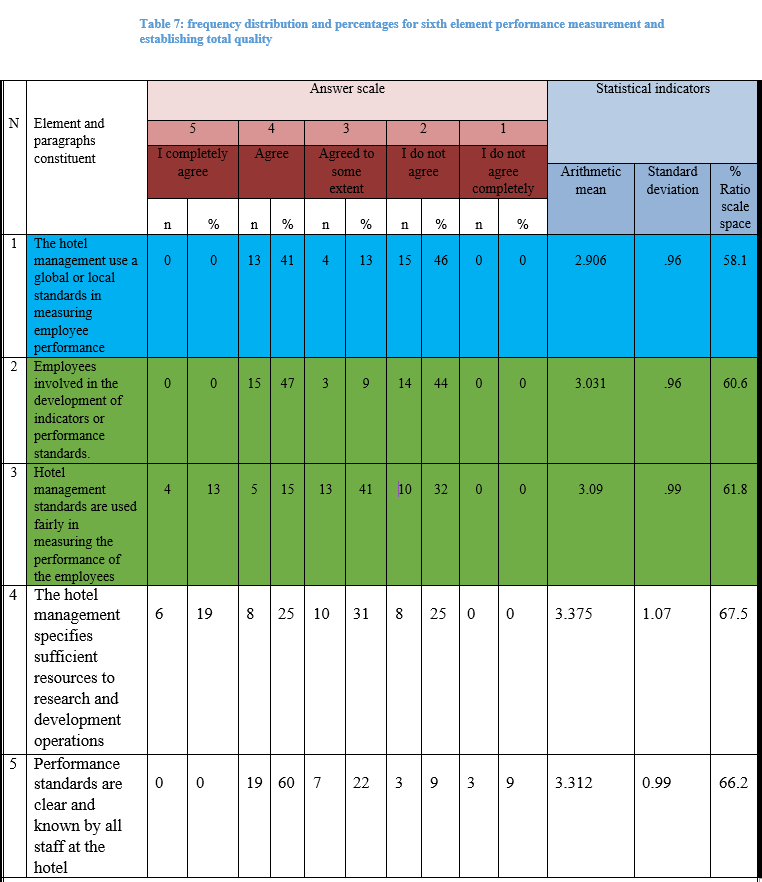 Table 7: frequency distribution and percentages for sixth element performance measurement and
establishing total quality
Answer scale
Statistical indicators
N
Element and
paragraphs
constituent
5 4 3 2 1
I completely
agree
Agree
Agreed to
some
extent
I do not
agree
I do not
agree
completely
Arithmetic
mean
Standard
deviation
%
Ratio
scale
space
n % n % n % n % n %
1 The hotel
management use a 0 0 13 41 4 13 15 46 0 0 2.906 .96 58.1
global or local
standards in
measuring
employee
performance
2 Employees
involved in the 0 0 15 47 3 9 14 44 0 0 3.031 .96 60.6
development of
indicators or
performance
standards.
3 Hotel
management 4 13 5 15 13 41 10 32 0 0 3.09 .99 61.8
standards are used
fairly in
measuring the
performance of
the employees
4 The hotel
management 6 19 8 25 10 31 8 25 0 0 3.375 1.07 67.5
specifies
sufficient
resources to
research and
development
operations
5 Performance
standards are 0 0 19 60 7 22 3 9 3 9 3.312 0.99 66.2
clear and
known by all
staff at the
hotel